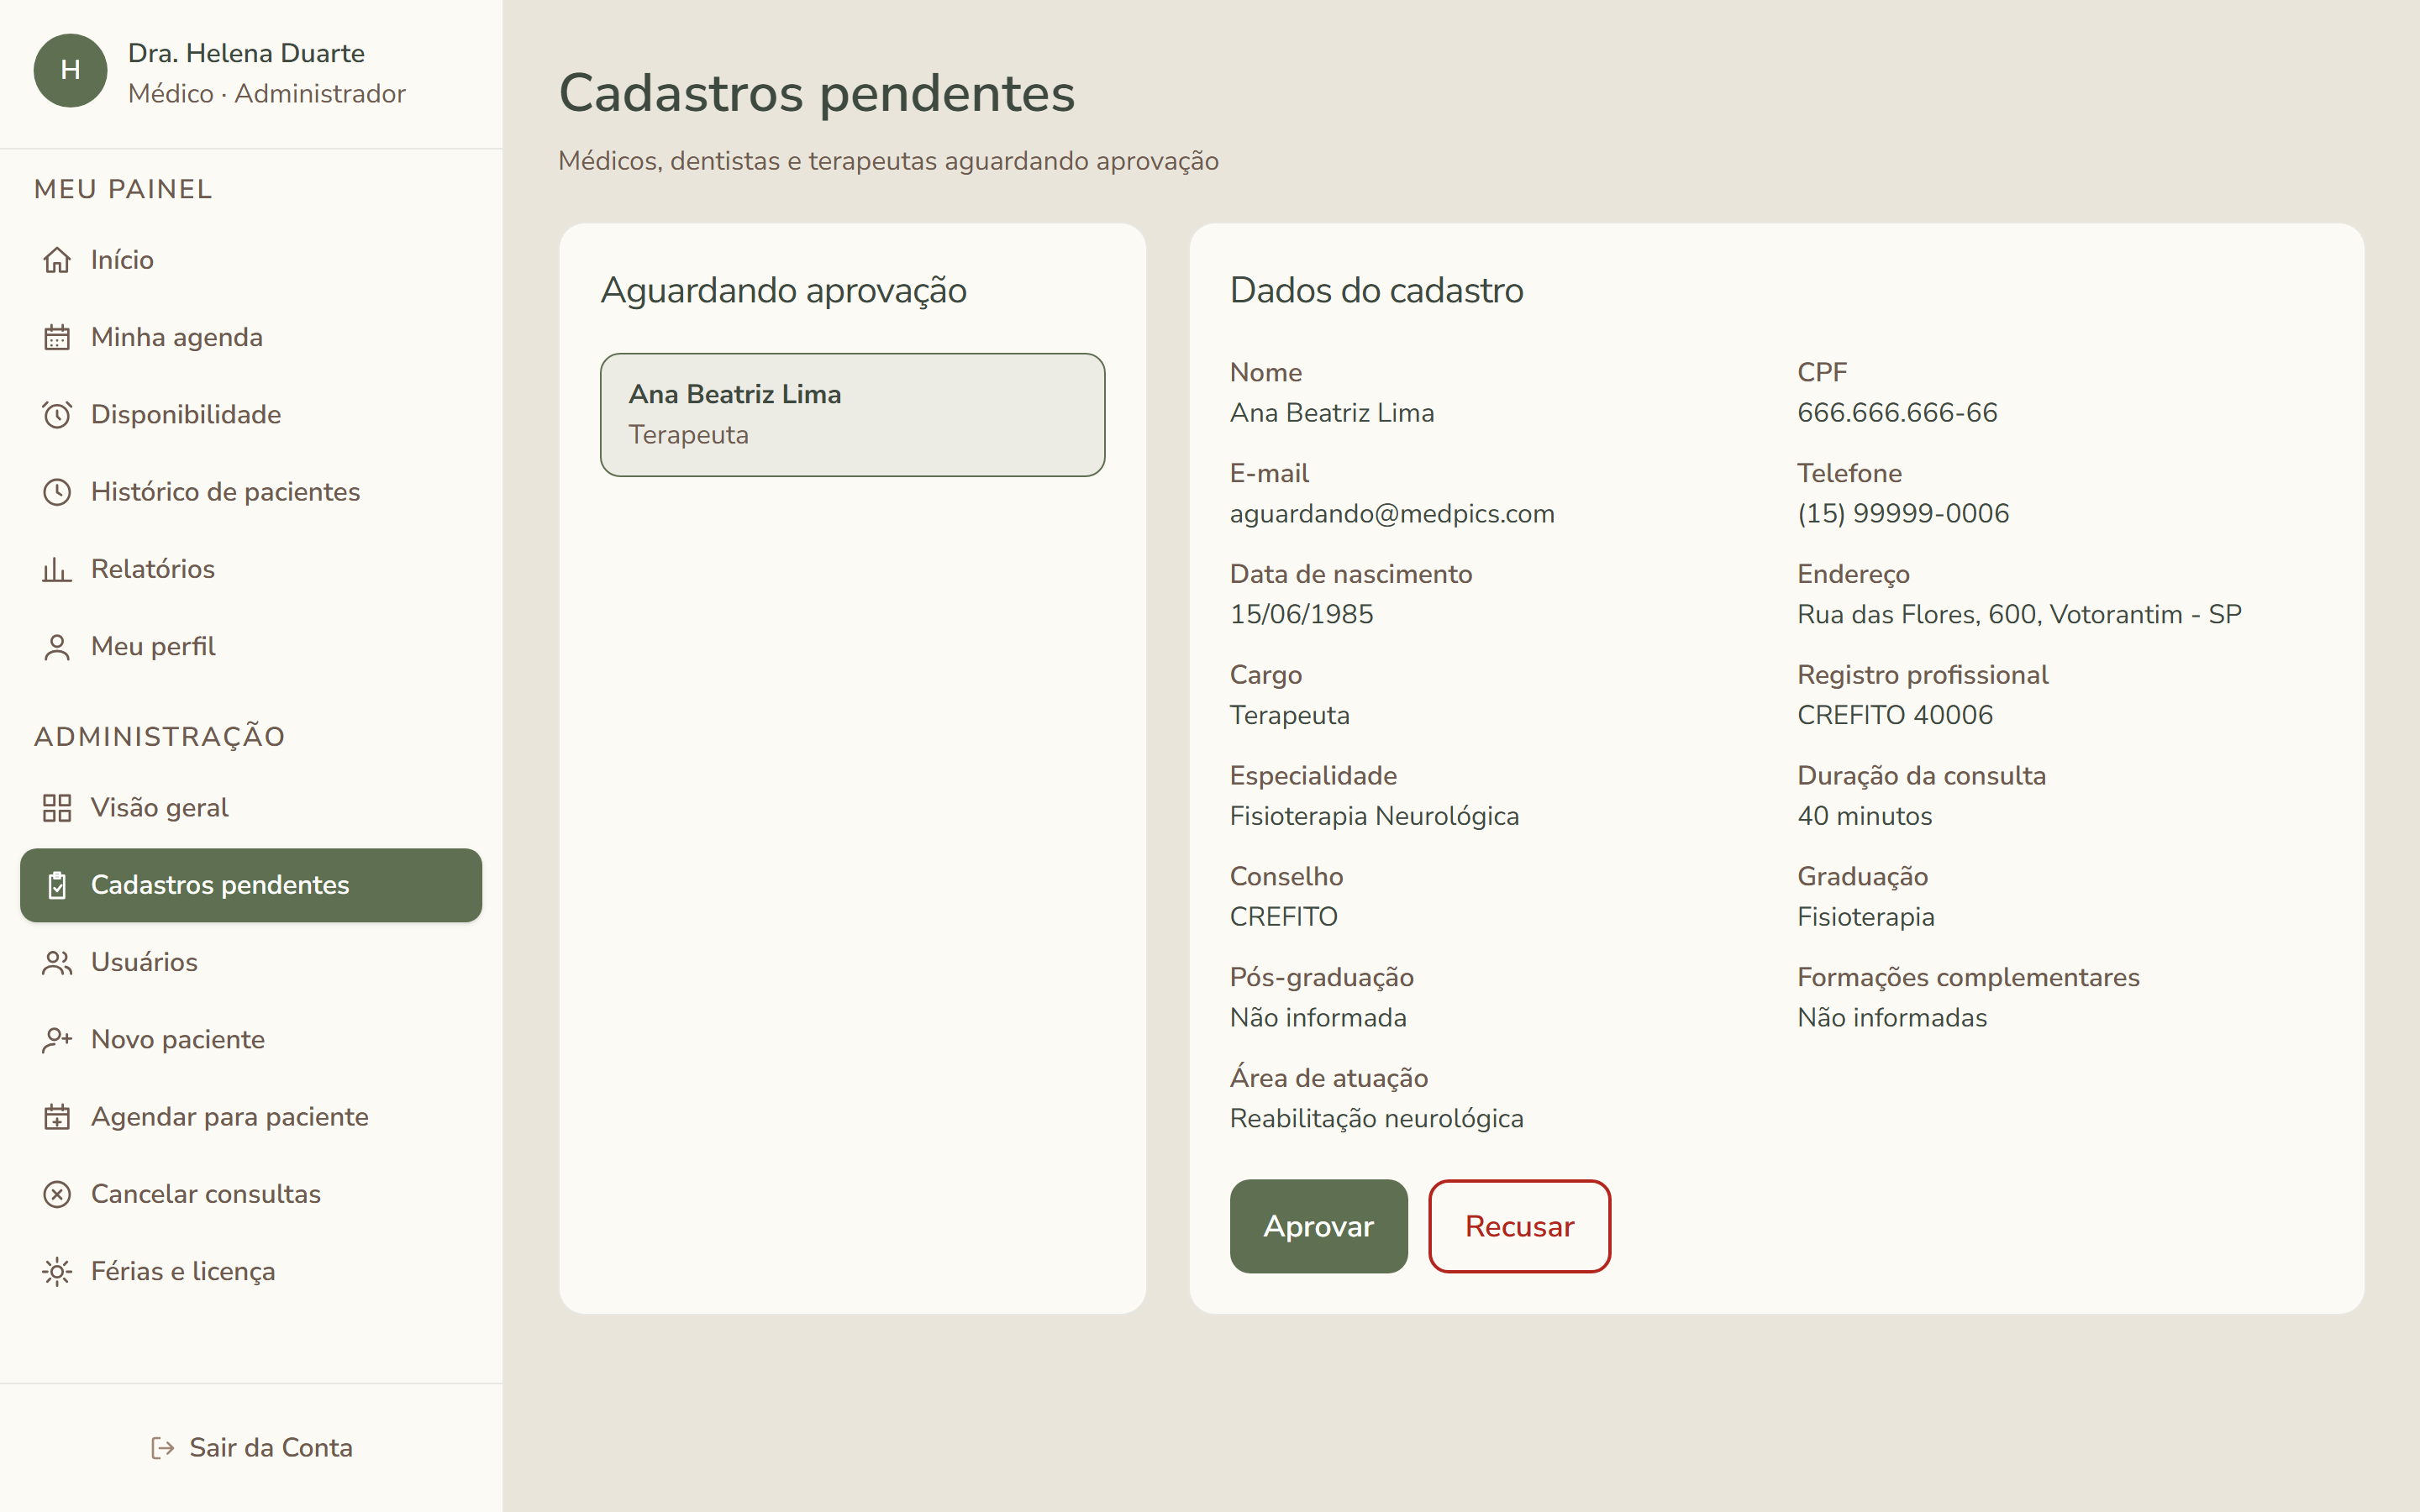 H
Dra. Helena Duarte
Médico · Administrador
MEU PAINEL
Início
Minha agenda
Disponibilidade
Histórico de pacientes
Relatórios
Meu perfil
ADMINISTRAÇÃO
Visão geral
Cadastros pendentes
Usuários
Novo paciente
Agendar para paciente
Cancelar consultas
Férias e licença
Sair da Conta
Cadastros pendentes
Médicos, dentistas e terapeutas aguardando aprovação
Aguardando aprovação
Ana Beatriz Lima
Terapeuta
Dados do cadastro
Nome
Ana Beatriz Lima
CPF
666.666.666-66
E-mail
aguardando@medpics.com
Telefone
(15) 99999-0006
Data de nascimento
15/06/1985
Endereço
Rua das Flores, 600, Votorantim - SP
Cargo
Terapeuta
Registro profissional
CREFITO 40006
Especialidade
Fisioterapia Neurológica
Duração da consulta
40 minutos
Conselho
CREFITO
Graduação
Fisioterapia
Pós-graduação
Não informada
Formações complementares
Não informadas
Área de atuação
Reabilitação neurológica
Aprovar
Recusar